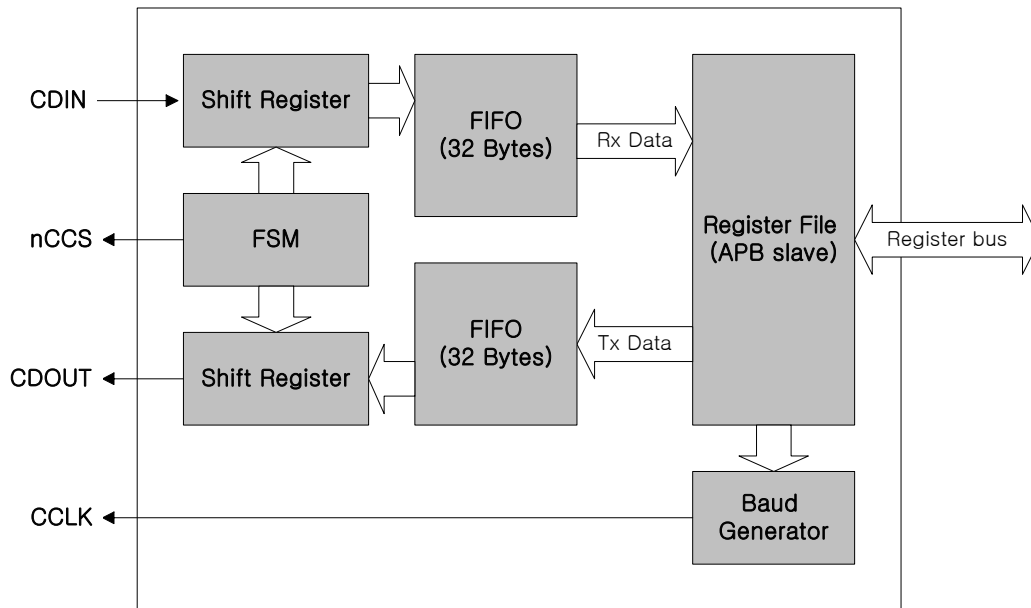 CDIN
Shift Register
FIFO
(32 Bytes)
Rx Data
nCCS
FSM
Register File
(APB slave)
Register bus
CDOUT
Shift Register
FIFO
(32 Bytes)
Tx Data
CCLK
Baud
Generator